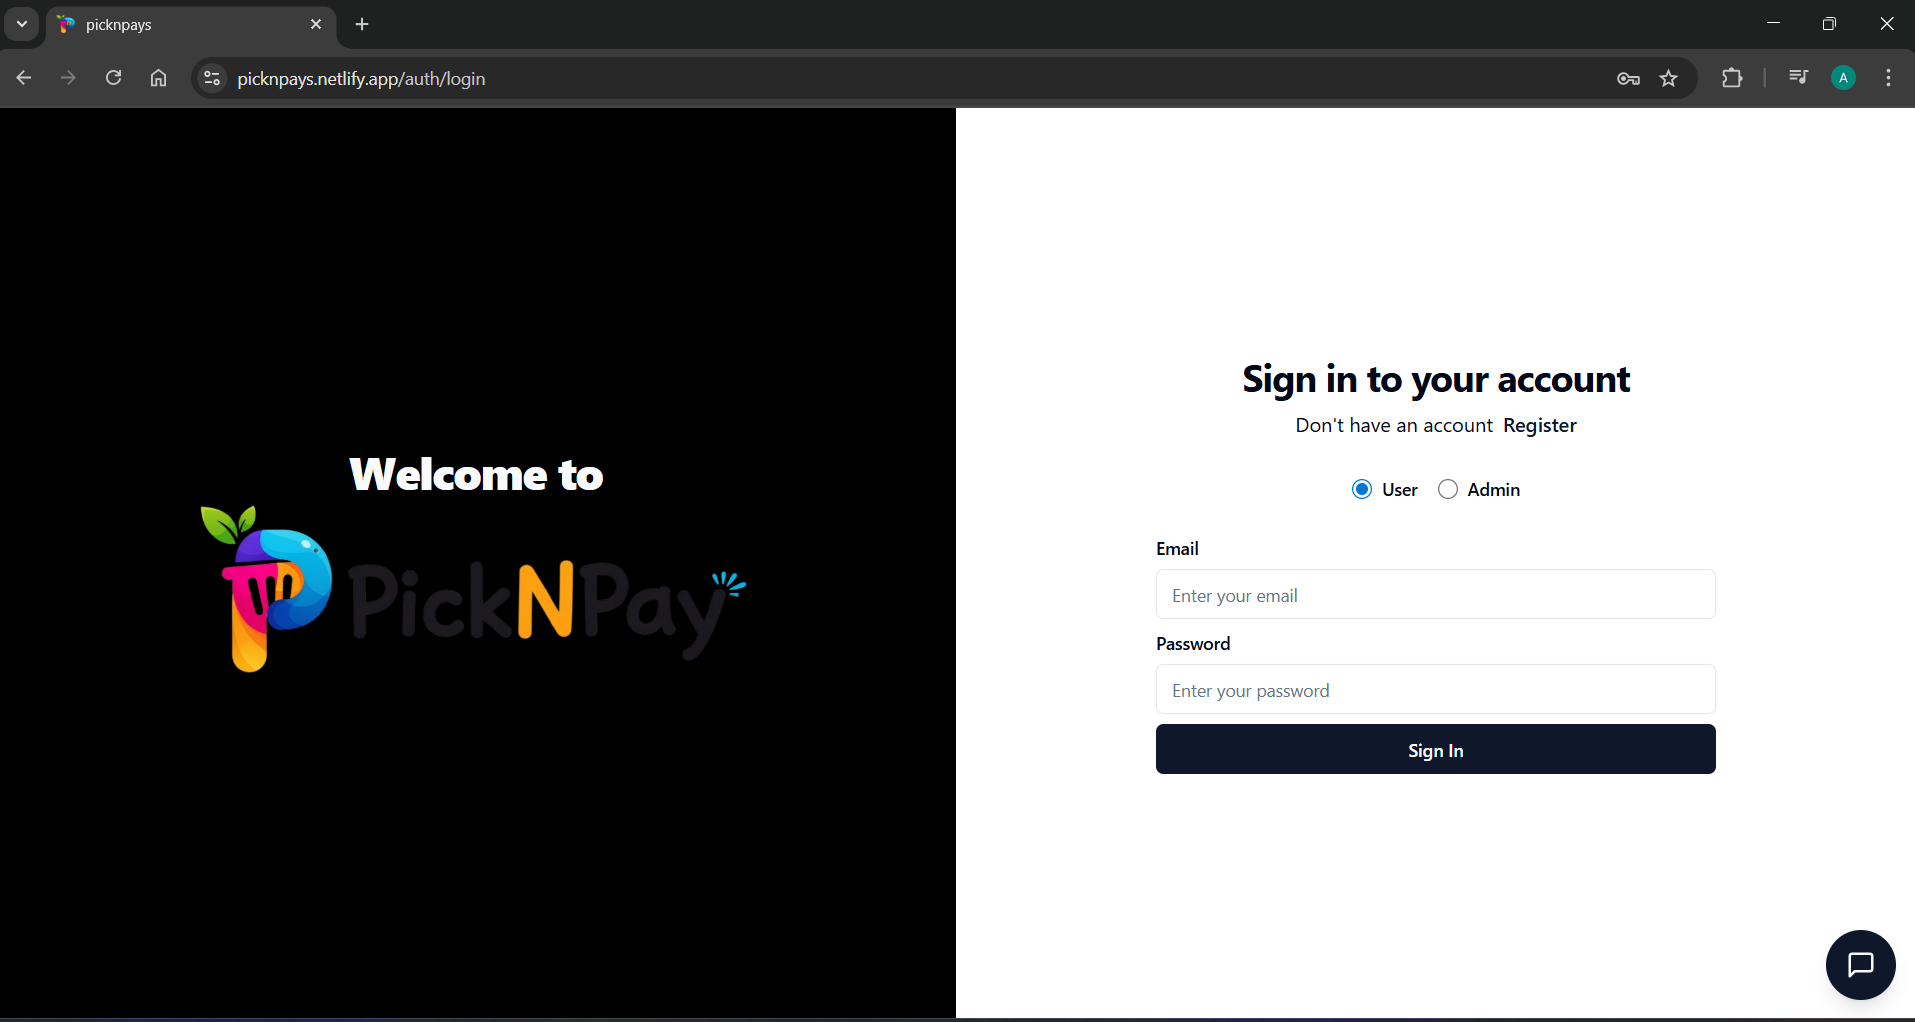 picknpays
picknpays.netlify.app/auth/login
A
Welcome to
PickNPay
Sign in to your account
Don't have an account Register
User Admin
Email
Enter your email
Password
Enter your password
Sign In